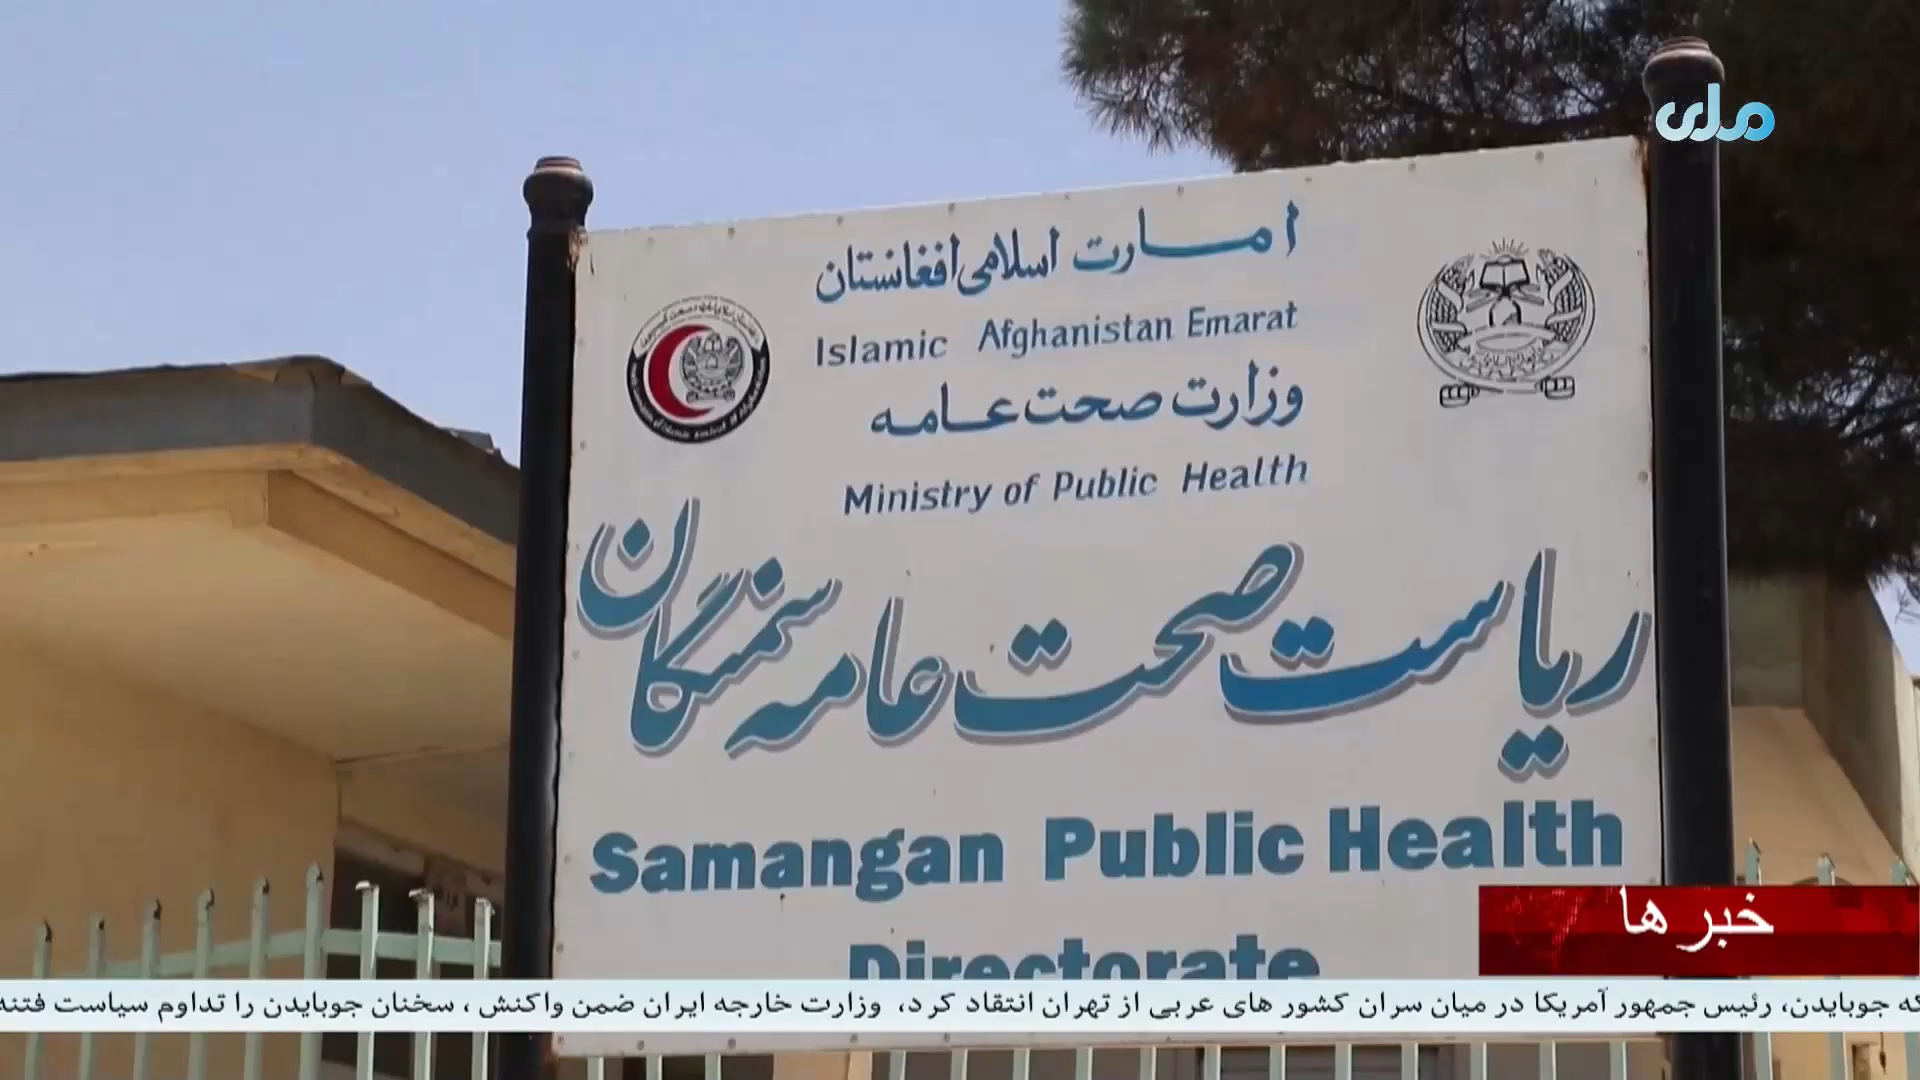 ملی
امارت اسلامی افغانستان
Islamic Afghanistan Emarat
وزارت صحت عامه
Ministry of Public Health
ریاست صحت عامه سمنگان
Samangan Public Health
Directorate
خبرها
که جوبایدن، رئیس جمهور آمریکا در میان سران کشور های عربی از تهران انتقاد کرد، وزارت خارجه ایران ضمن واکنش ، سخنان جوبایدن را تداوم سیاست فتنه